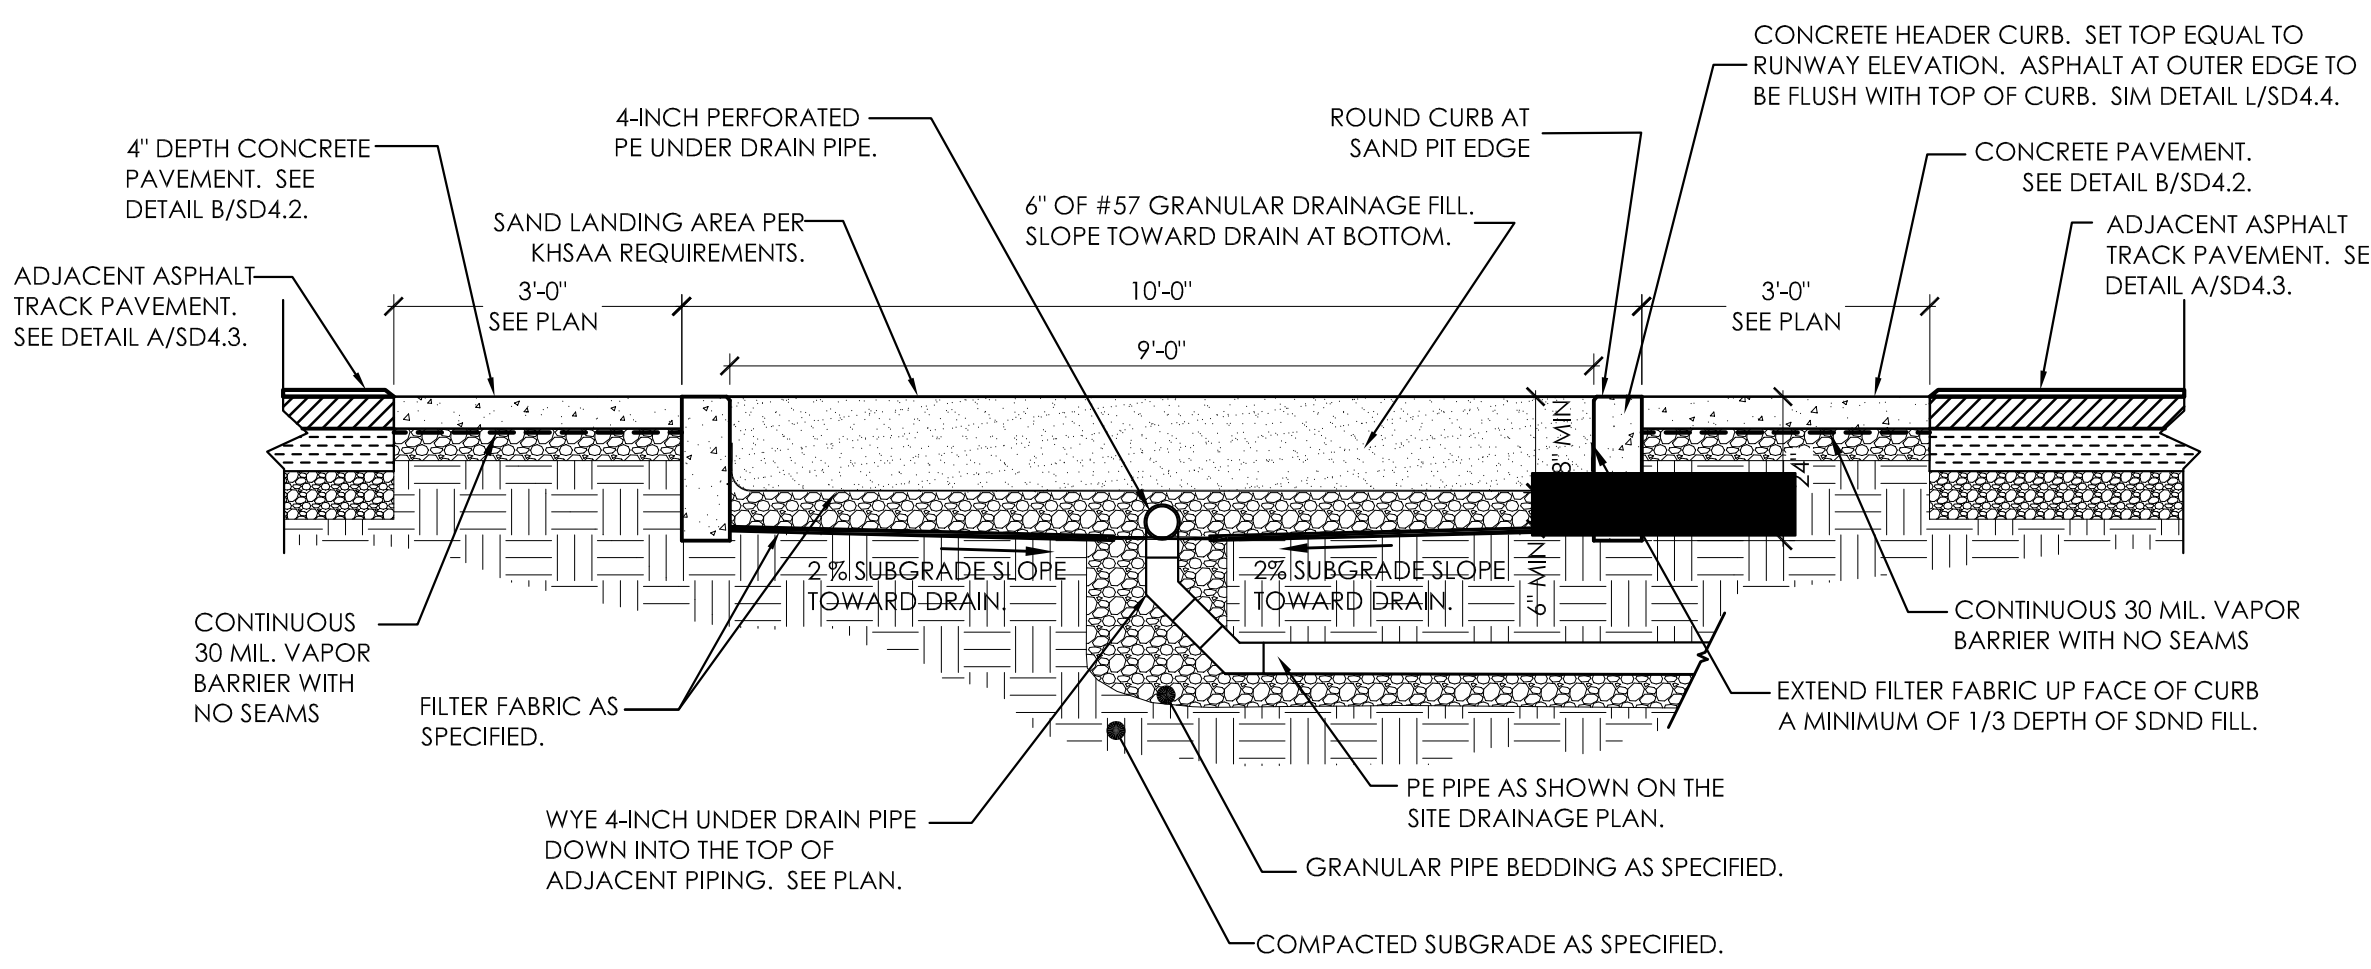 CONCRETE HEADER CURB. SET TOP EQUAL TO
RUNWAY ELEVATION. ASPHALT AT OUTER EDGE TO
BE FLUSH WITH TOP OF CURB. SIM DETAIL L/SD4.4.
4-INCH PERFORATED
PE UNDER DRAIN PIPE.
ROUND CURB AT
SAND PIT EDGE
4" DEPTH CONCRETE
PAVEMENT. SEE
DETAIL B/SD4.2.
CONCRETE PAVEMENT.
SEE DETAIL B/SD4.2.
SAND LANDING AREA PER
KHSAA REQUIREMENTS.
6" OF #57 GRANULAR DRAINAGE FILL.
SLOPE TOWARD DRAIN AT BOTTOM.
ADJACENT ASPHALT
TRACK PAVEMENT. SE
DETAIL A/SD4.3.
ADJACENT ASPHALT
TRACK PAVEMENT.
SEE DETAIL A/SD4.3.
3'-0"
SEE PLAN
10'-0"
3'-0"
SEE PLAN
9'-0"
8" MIN
24"
6" MIN.
2 % SUBGRADE SLOPE
TOWARD DRAIN.
2% SUBGRADE SLOPE
TOWARD DRAIN.
CONTINUOUS
30 MIL. VAPOR
BARRIER WITH
NO SEAMS
CONTINUOUS 30 MIL. VAPOR
BARRIER WITH NO SEAMS
FILTER FABRIC AS
SPECIFIED.
EXTEND FILTER FABRIC UP FACE OF CURB
A MINIMUM OF 1/3 DEPTH OF SDND FILL.
PE PIPE AS SHOWN ON THE
SITE DRAINAGE PLAN.
WYE 4-INCH UNDER DRAIN PIPE
DOWN INTO THE TOP OF
ADJACENT PIPING. SEE PLAN.
GRANULAR PIPE BEDDING AS SPECIFIED.
COMPACTED SUBGRADE AS SPECIFIED.